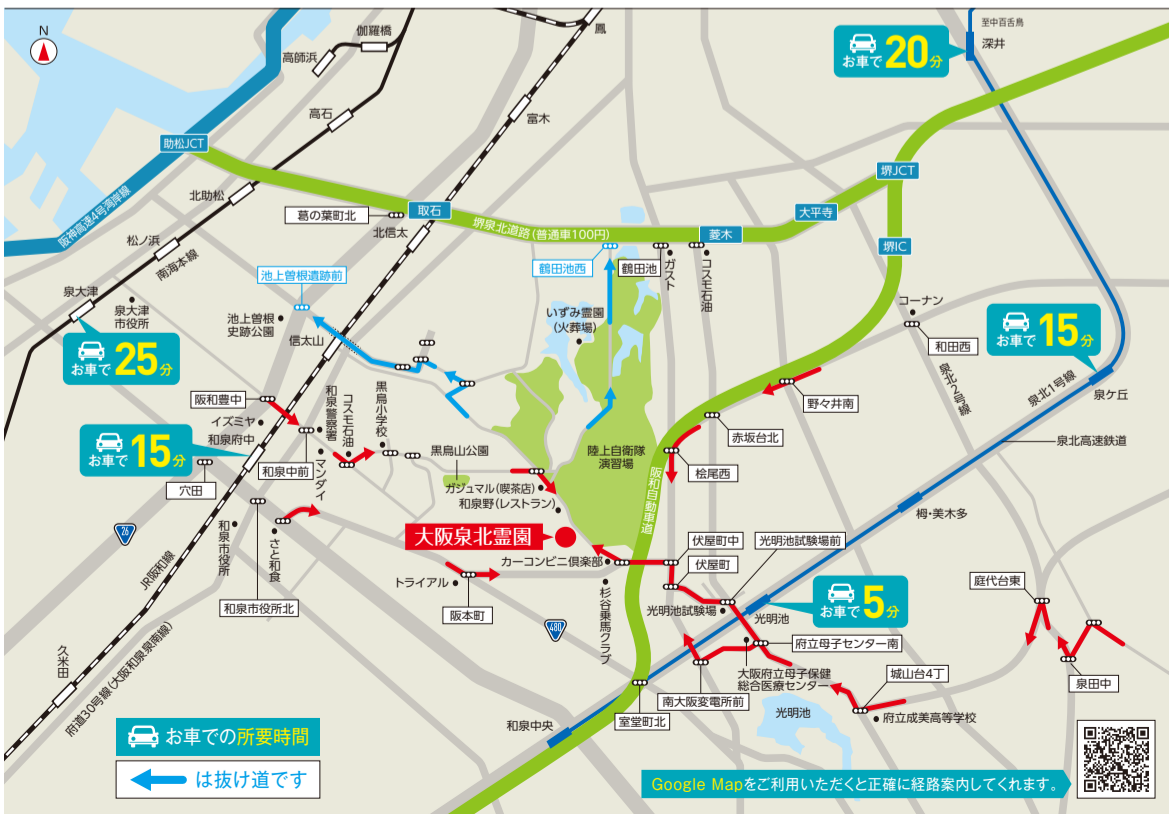 N
伽羅橋
高師浜
鳳
至中百舌鳥
深井
お車で20分
高石
富木
助松JCT
堺JCT
北助松
葛の葉町北
取石
大平寺
阪神高速4号湾岸線
堺泉北道路(普通車100円)
菱木
北信太
松ノ浜
南海本線
鶴田池西
鶴田池
ガスト
コスモ石油
堺IC
池上曽根遺跡前
泉大津
泉大津
市役所
池上曽根
史跡公園
信太山
いずみ霊園
(火葬場)
コーナン
和田西
お車で25分
お車で15分
泉北2号線
泉北1号線
泉ケ丘
阪和豊中
和泉警察署
コスモ石油
黒鳥小学校
野々井南
イズミヤ
和泉府中
赤坂台北
泉北高速鉄道
お車で15分
和泉中前
マンダイ
黒鳥山公園
陸上自衛隊
演習場
桧尾西
穴田
ガジュマル(喫茶店)
和泉野(レストラン)
阪和自動車道
栂・美木多
26
和泉市役所
さと和食
大阪泉北霊園
伏屋町中
光明池試験場前
カーコンビニ倶楽部
伏屋町
庭代台東
JR阪和線
和泉市役所北
トライアル
阪本町
杉谷乗馬クラブ
光明池試験場
光明池
お車で5分
480
府立母子センター南
久米田
府道30号線(大阪和泉泉南線)
大阪府立母子保健
総合医療センター
城山台4丁
泉田中
南大阪変電所前
室堂町北
光明池
府立成美高等学校
和泉中央
お車での所要時間
は抜け道です
Google Mapをご利用いただくと正確に経路案内してくれます。